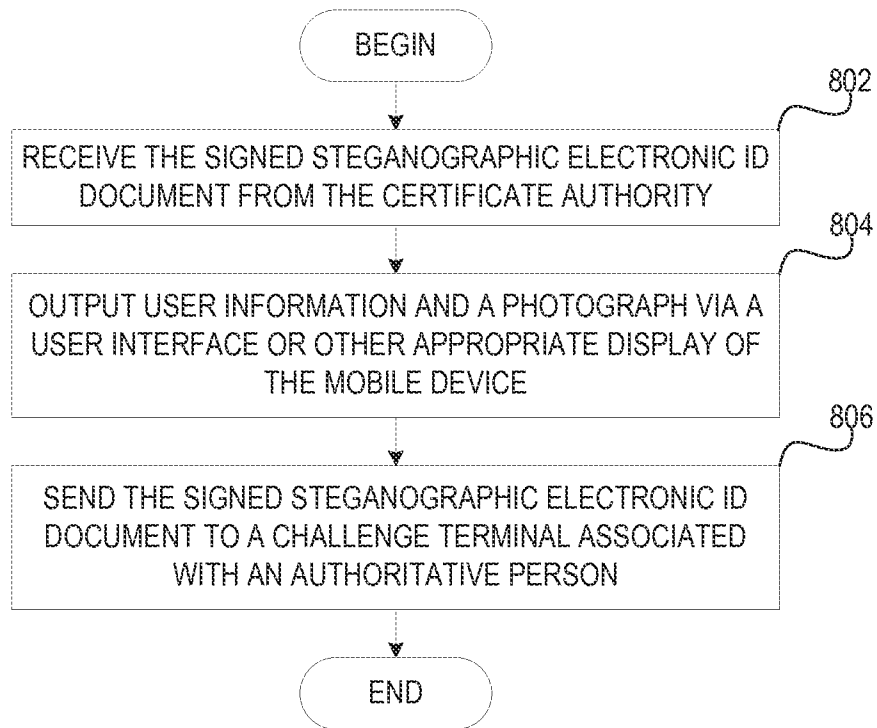 BEGIN
802
RECEIVE THE SIGNED STEGANOGRAPHIC ELECTRONIC ID
DOCUMENT FROM THE CERTIFICATE AUTHORITY
804
OUTPUT USER INFORMATION AND A PHOTOGRAPH VIA A
USER INTERFACE OR OTHER APPROPRIATE DISPLAY OF
THE MOBILE DEVICE
806
SEND THE SIGNED STEGANOGRAPHIC ELECTRONIC ID
DOCUMENT TO A CHALLENGE TERMINAL ASSOCIATED
WITH AN AUTHORITATIVE PERSON
END